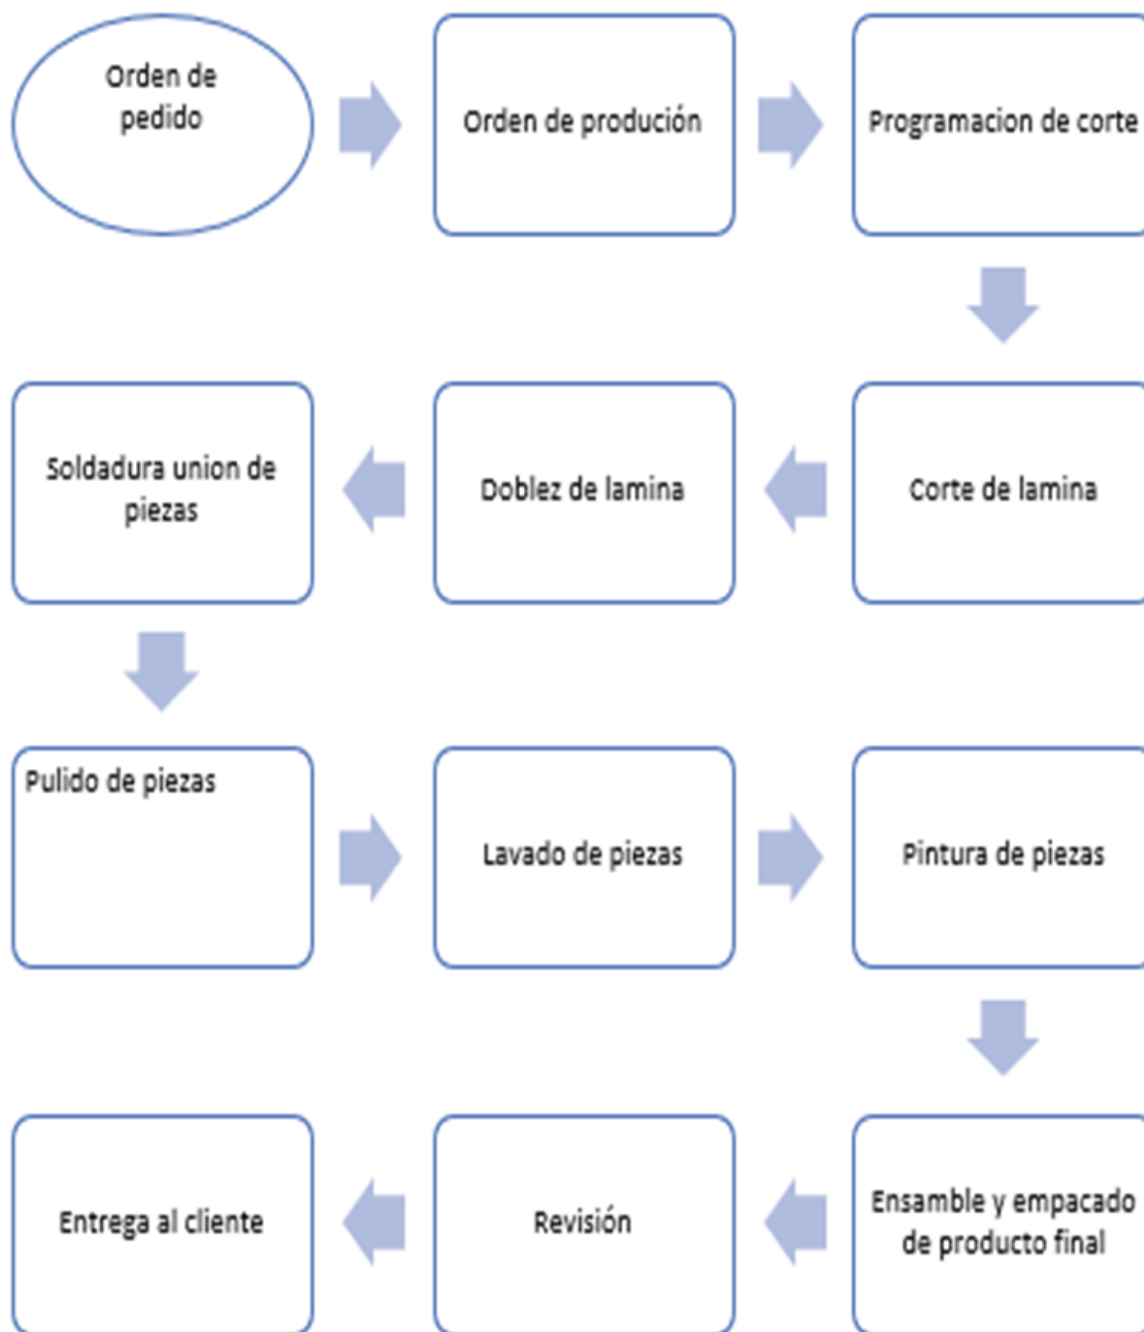 Orden de
pedido
Orden de produción
Programacion de corte
Corte de lamina
Doblez de lamina
Soldadura union de
piezas
Pulido de piezas
Lavado de piezas
Pintura de piezas
Ensamble y empacado
de producto final
Revisión
Entrega al cliente